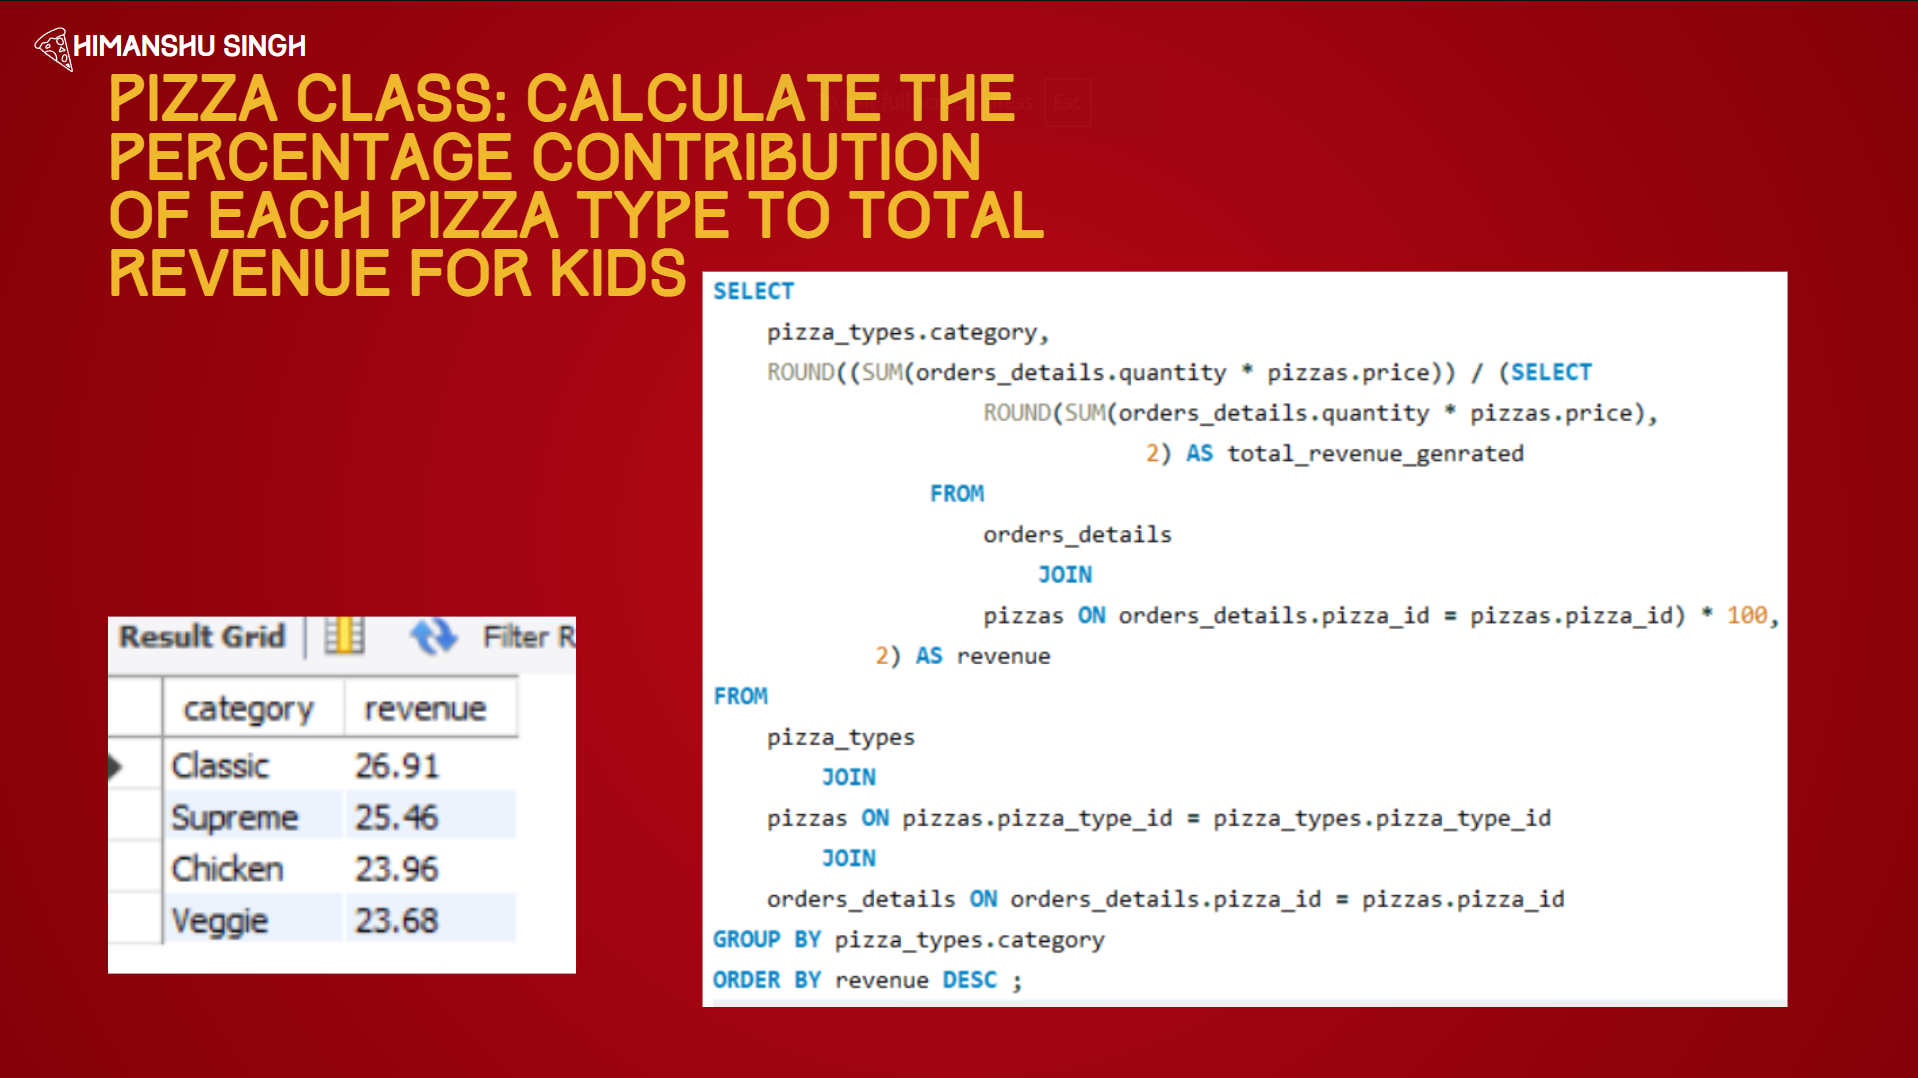 HIMANSHU SINGH
PIZZA CLASS: CALCULATE THE
PERCENTAGE CONTRIBUTION
OF EACH PIZZA TYPE TO TOTAL
REVENUE FOR KIDS
SELECT
pizza_types.category,
ROUND((SUM(orders_details.quantity * pizzas.price)) / (SELECT
ROUND(SUM(orders_details.quantity * pizzas.price),
2) AS total_revenue_genrated
FROM
orders_details
JOIN
pizzas ON orders_details.pizza_id = pizzas.pizza_id) * 100,
2) AS revenue
FROM
pizza_types
JOIN
pizzas ON pizzas.pizza_type_id = pizza_types.pizza_type_id
JOIN
orders_details ON orders_details.pizza_id = pizzas.pizza_id
GROUP BY pizza_types.category
ORDER BY revenue DESC ;
Result Grid Filter R
category revenue
Classic 26.91
Supreme 25.46
Chicken 23.96
Veggie 23.68
Esc